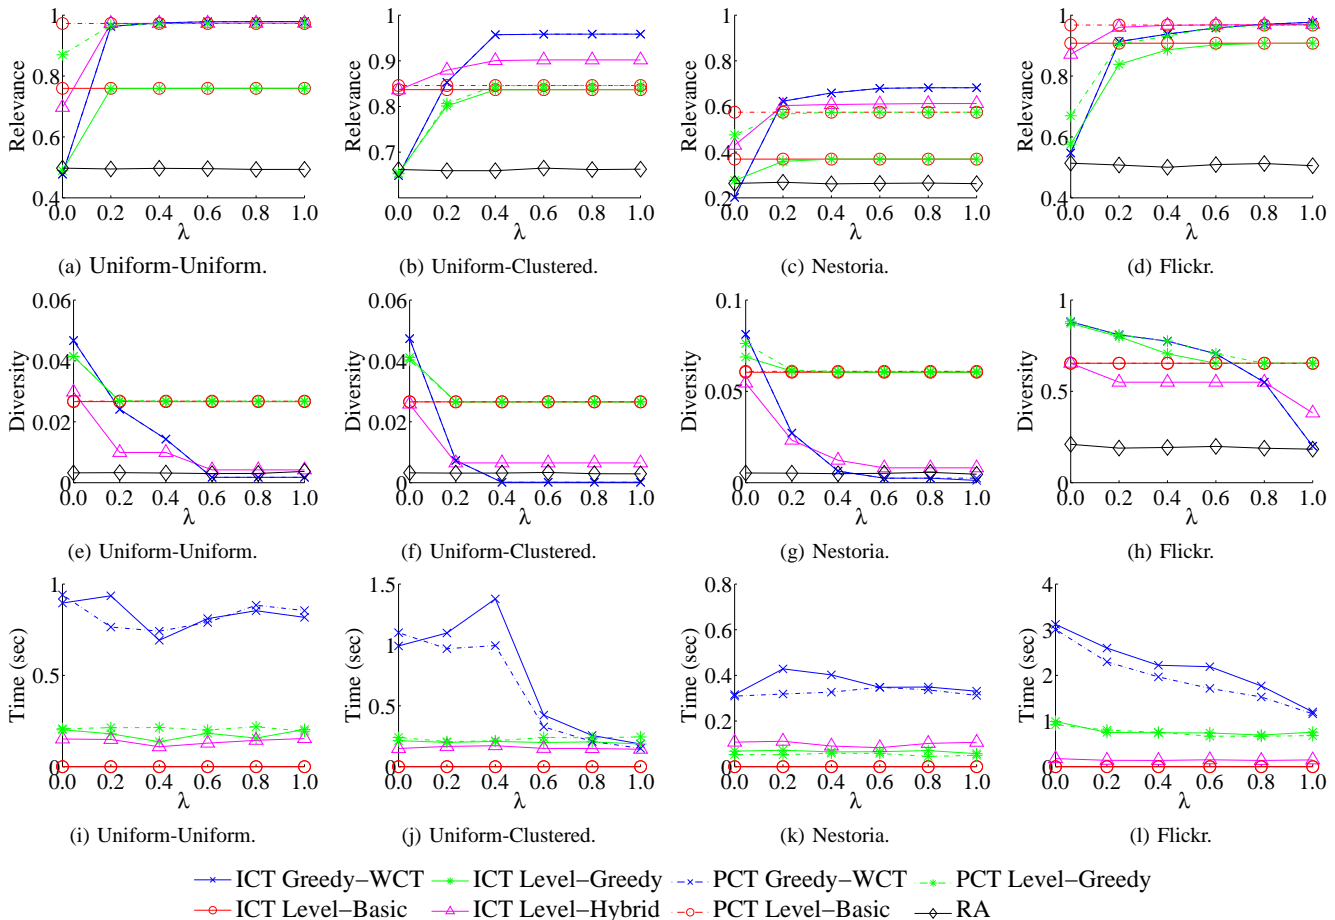 1
0.8
0.6
0.4
Relevance
0.0 0.2 0.4 0.6 0.8 1.0
λ
(a) Uniform-Uniform.
1
0.9
0.8
0.7
Relevance
0.0 0.2 0.4 0.6 0.8 1.0
λ
(b) Uniform-Clustered.
1
0.8
0.6
0.4
0.2
Relevance
0.0 0.2 0.4 0.6 0.8 1.0
λ
(c) Nestoria.
1
0.8
0.6
0.4
Relevance
0.0 0.2 0.4 0.6 0.8 1.0
λ
(d) Flickr.
0.06
0.04
0.02
0
Diversity
0.0 0.2 0.4 0.6 0.8 1.0
λ
(e) Uniform-Uniform.
0.06
0.04
0.02
0
Diversity
0.0 0.2 0.4 0.6 0.8 1.0
λ
(f) Uniform-Clustered.
0.1
0.05
0
Diversity
0.0 0.2 0.4 0.6 0.8 1.0
λ
(g) Nestoria.
1
0.5
0
Diversity
0.0 0.2 0.4 0.6 0.8 1.0
λ
(h) Flickr.
1
0.5
0
Time (sec)
0.0 0.2 0.4 0.6 0.8 1.0
λ
(i) Uniform-Uniform.
1.5
1
0.5
0
Time (sec)
0.0 0.2 0.4 0.6 0.8 1.0
λ
(j) Uniform-Clustered.
0.8
0.6
0.4
0.2
0
Time (sec)
0.0 0.2 0.4 0.6 0.8 1.0
λ
(k) Nestoria.
4
3
2
1
0
Time (sec)
0.0 0.2 0.4 0.6 0.8 1.0
λ
(l) Flickr.
ICT Greedy−WCT ICT Level−Greedy PCT Greedy−WCT PCT Level−Greedy
ICT Level−Basic ICT Level−Hybrid PCT Level−Basic RA